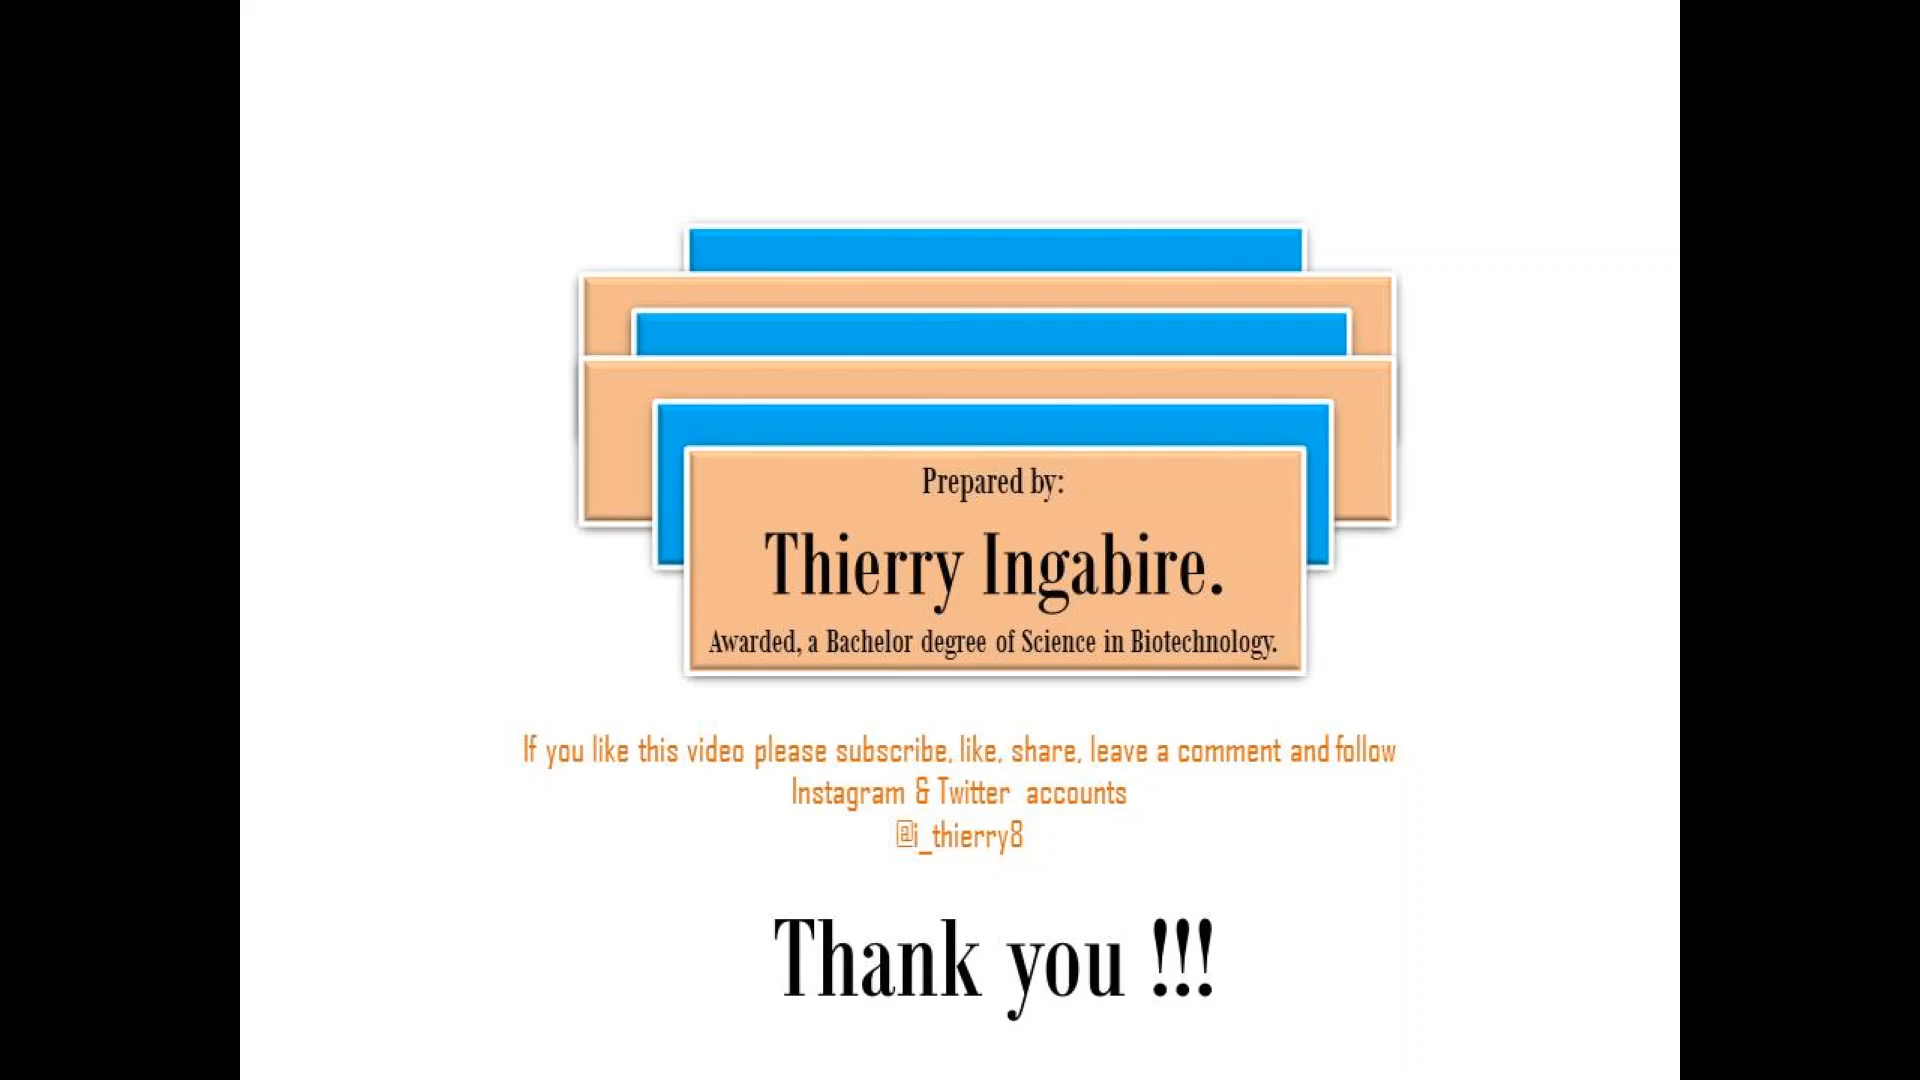 Prepared by:
Thierry Ingabire.
Awarded, a Bachelor degree of Science in Biotechnology.
If you like this video please subscribe, like, share, leave a comment and follow
Instagram & Twitter accounts
@i_thierry8
Thank you !!!